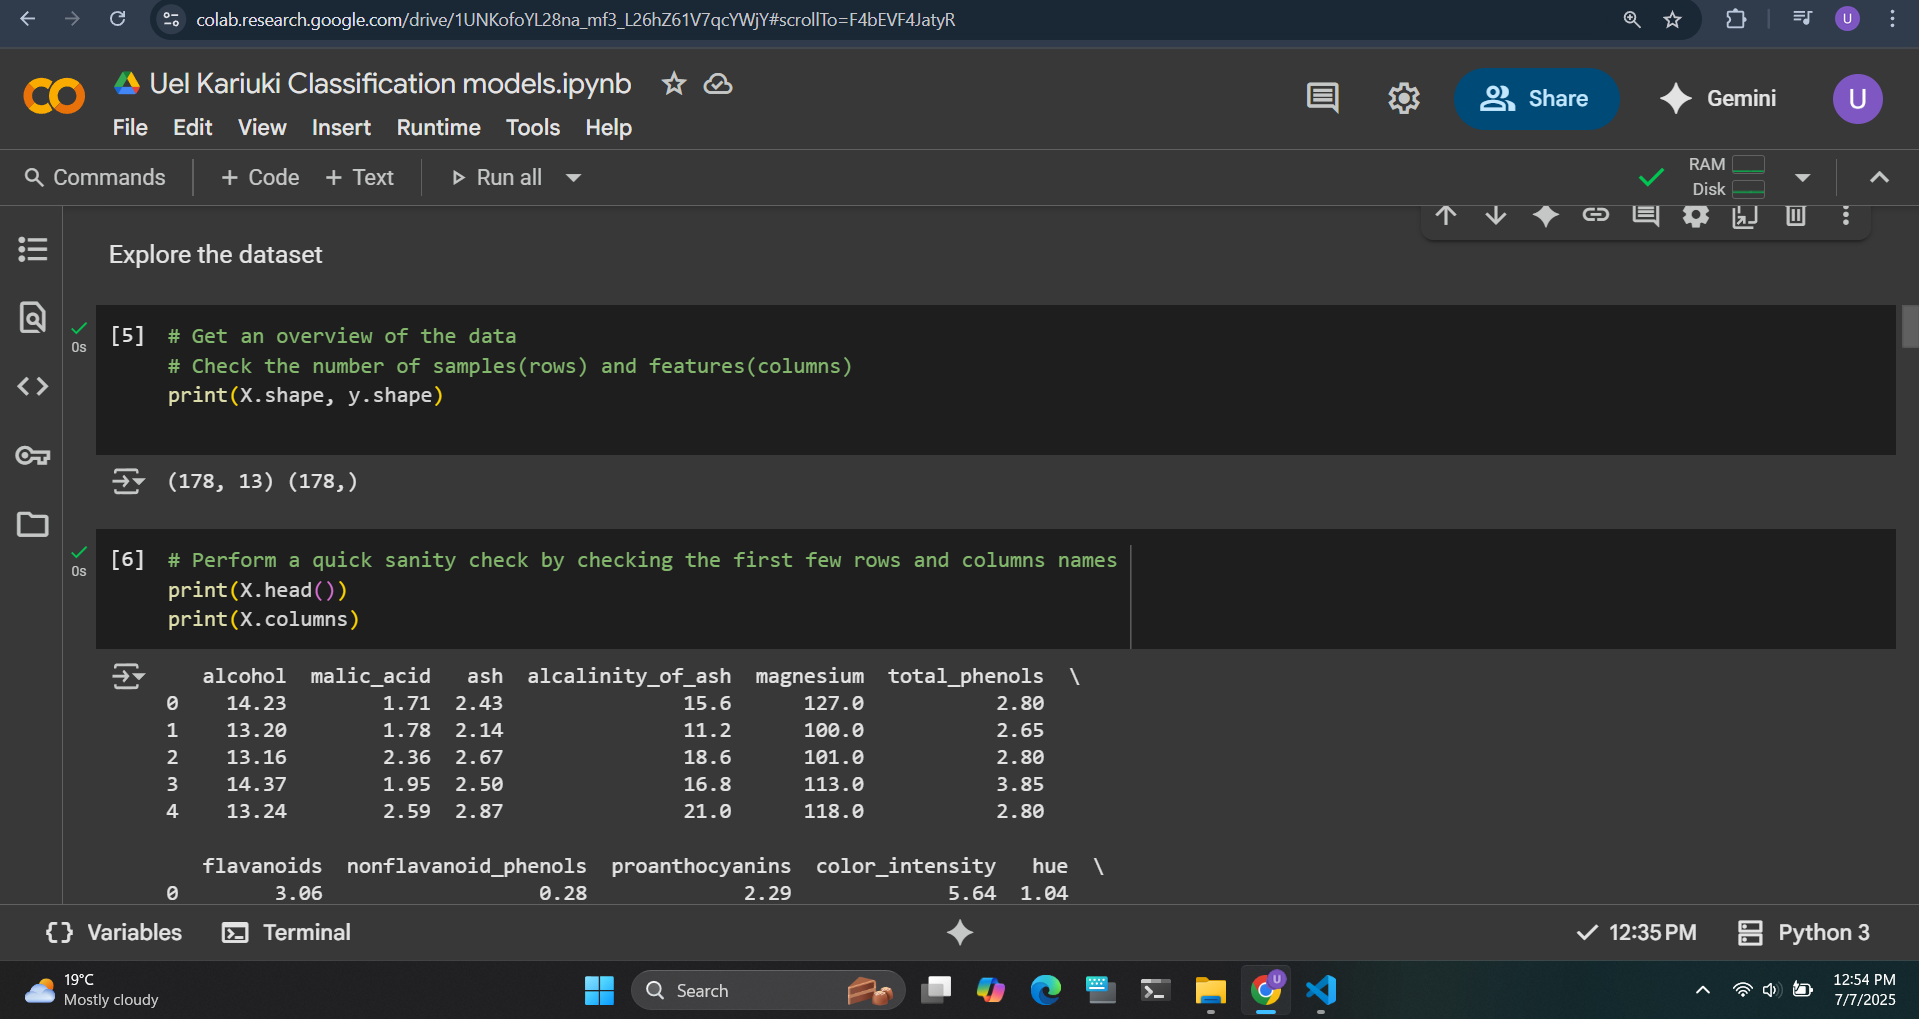 colab.research.google.com/drive/1UNKofoYL28na_mf3_L26hZ61V7qcYWjY#scrollTo=F4bEVF4JatyR
U
Uel Kariuki Classification models.ipynb
File Edit View Insert Runtime Tools Help
Share
Gemini
U
Commands + Code + Text Run all
RAM
Disk
Explore the dataset
[5] # Get an overview of the data
# Check the number of samples(rows) and features(columns)
print(X.shape, y.shape)
0s
(178, 13) (178,)
[6] # Perform a quick sanity check by checking the first few rows and columns names
print(X.head())
print(X.columns)
0s
alcohol malic_acid ash alcalinity_of_ash magnesium total_phenols \
0 14.23 1.71 2.43 15.6 127.0 2.80
1 13.20 1.78 2.14 11.2 100.0 2.65
2 13.16 2.36 2.67 18.6 101.0 2.80
3 14.37 1.95 2.50 16.8 113.0 3.85
4 13.24 2.59 2.87 21.0 118.0 2.80
flavanoids nonflavanoid_phenols proanthocyanins color_intensity hue \
0 3.06 0.28 2.29 5.64 1.04
Variables Terminal
12:35 PM Python 3
19°C
Mostly cloudy
Search
U
12:54 PM
7/7/2025